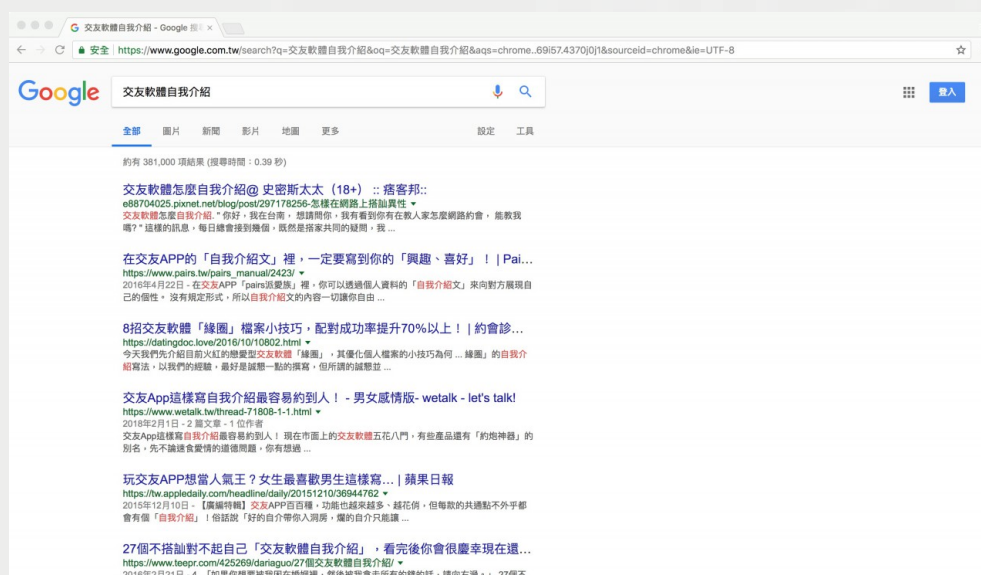 交友軟體自我介紹 - Google
安全 | https://www.google.com.tw/search?q=交友軟體自我介紹&oq=交友軟體自我介紹&aqs=chrome..69i57.4370j0j1&sourceid=chrome&ie=UTF-8
Google 交友軟體自我介紹 登入
全部 圖片 新聞 影片 地圖 更多 設定 工具
約有 381,000 項結果 (搜尋時間：0.39 秒)
交友軟體怎麼自我介紹@ 史密斯太太（18+） :: 痞客邦::
e88704025.pixnet.net/blog/post/297178256-怎樣在網路上搭訕異性
交友軟體怎麼自我介紹. " 你好，我在台南， 想請問你，我有看到你有在教人家怎麼網路約會， 能教我
嗎? " 這樣的訊息，每日總會接到幾個，既然是搭家共同的疑問，我 ...
在交友APP的「自我介紹文」裡，一定要寫到你的「興趣、喜好」！ | Pai...
https://www.pairs.tw/pairs_manual/2423/
2016年4月22日 - 在交友APP「pairs派愛族」裡，你可以透過個人資料的「自我介紹文」來向對方展現自
己的個性。 沒有規定形式，所以自我介紹文的內容一切讓你自由 ...
8招交友軟體「緣圈」檔案小技巧，配對成功率提升70%以上！ | 約會診...
https://datingdoc.love/2016/10/10802.html
今天我們先介紹目前火紅的戀愛型交友軟體「緣圈」，其優化個人檔案的小技巧為何 ... 緣圈」的自我介
紹寫法，以我們的經驗，最好是誠懇一點的撰寫，但所謂的誠懇並 ...
交友App這樣寫自我介紹最容易約到人！ - 男女感情版- wetalk - let's talk!
https://www.wetalk.tw/thread-71808-1-1.html
2018年2月1日 - 2 篇文章 - 1 位作者
交友App這樣寫自我介紹最容易約到人！ 現在市面上的交友軟體五花八門，有些產品還有「約炮神器」的
別名，先不論速食愛情的道德問題，你有想過 ...
玩交友APP想當人氣王？女生最喜歡男生這樣寫… | 蘋果日報
https://tw.appledaily.com/headline/daily/20151210/36944762
2015年12月10日 - 【廣編特輯】交友APP百百種，功能也越來越多、越花俏，但每款的共通點不外乎都
會有個「自我介紹」！俗話說「好的自介帶你入洞房，爛的自介只能讓 ...
27個不搭訕對不起自己「交友軟體自我介紹」，看完後你會很慶幸現在還...
https://www.teepr.com/425269/dariaguo/27個交友軟體自我介紹/